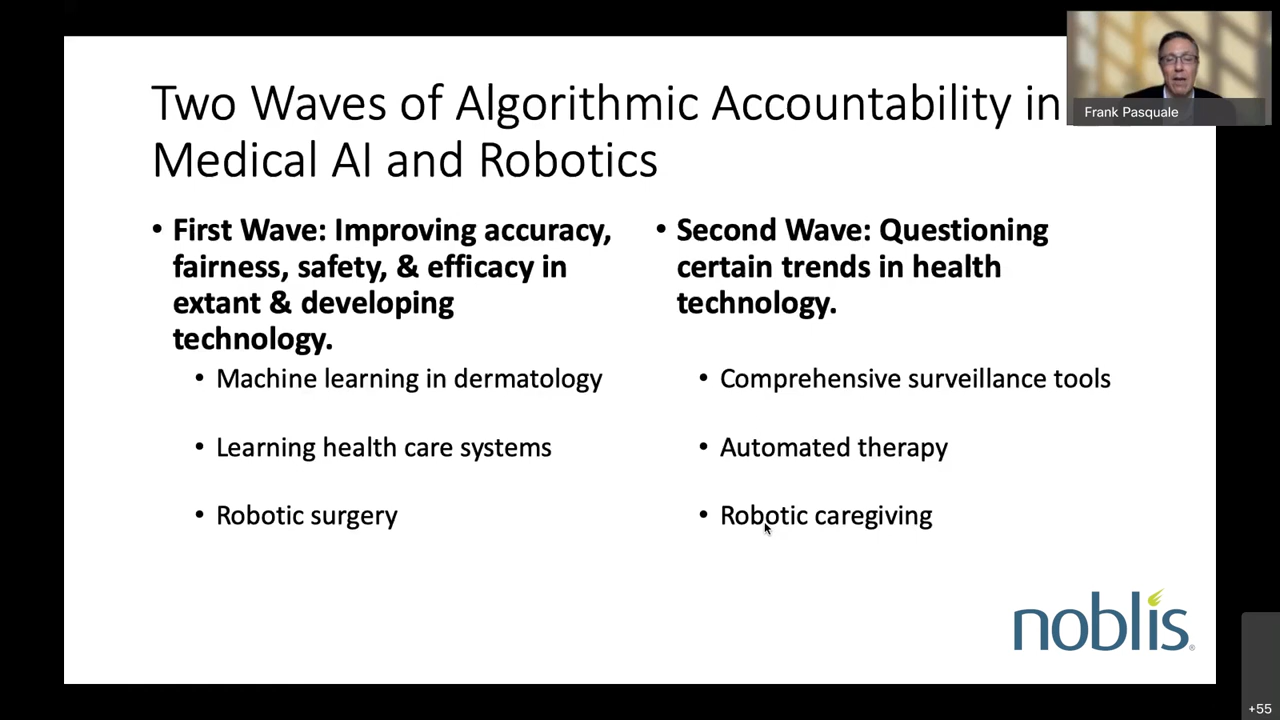 Two Waves of Algorithmic Accountability in
Medical AI and Robotics
Frank Pasquale
• First Wave: Improving accuracy,
fairness, safety, & efficacy in
extant & developing
technology.
• Machine learning in dermatology
• Learning health care systems
• Robotic surgery
• Second Wave: Questioning
certain trends in health
technology.
• Comprehensive surveillance tools
• Automated therapy
• Robotic caregiving
noblis®
+55